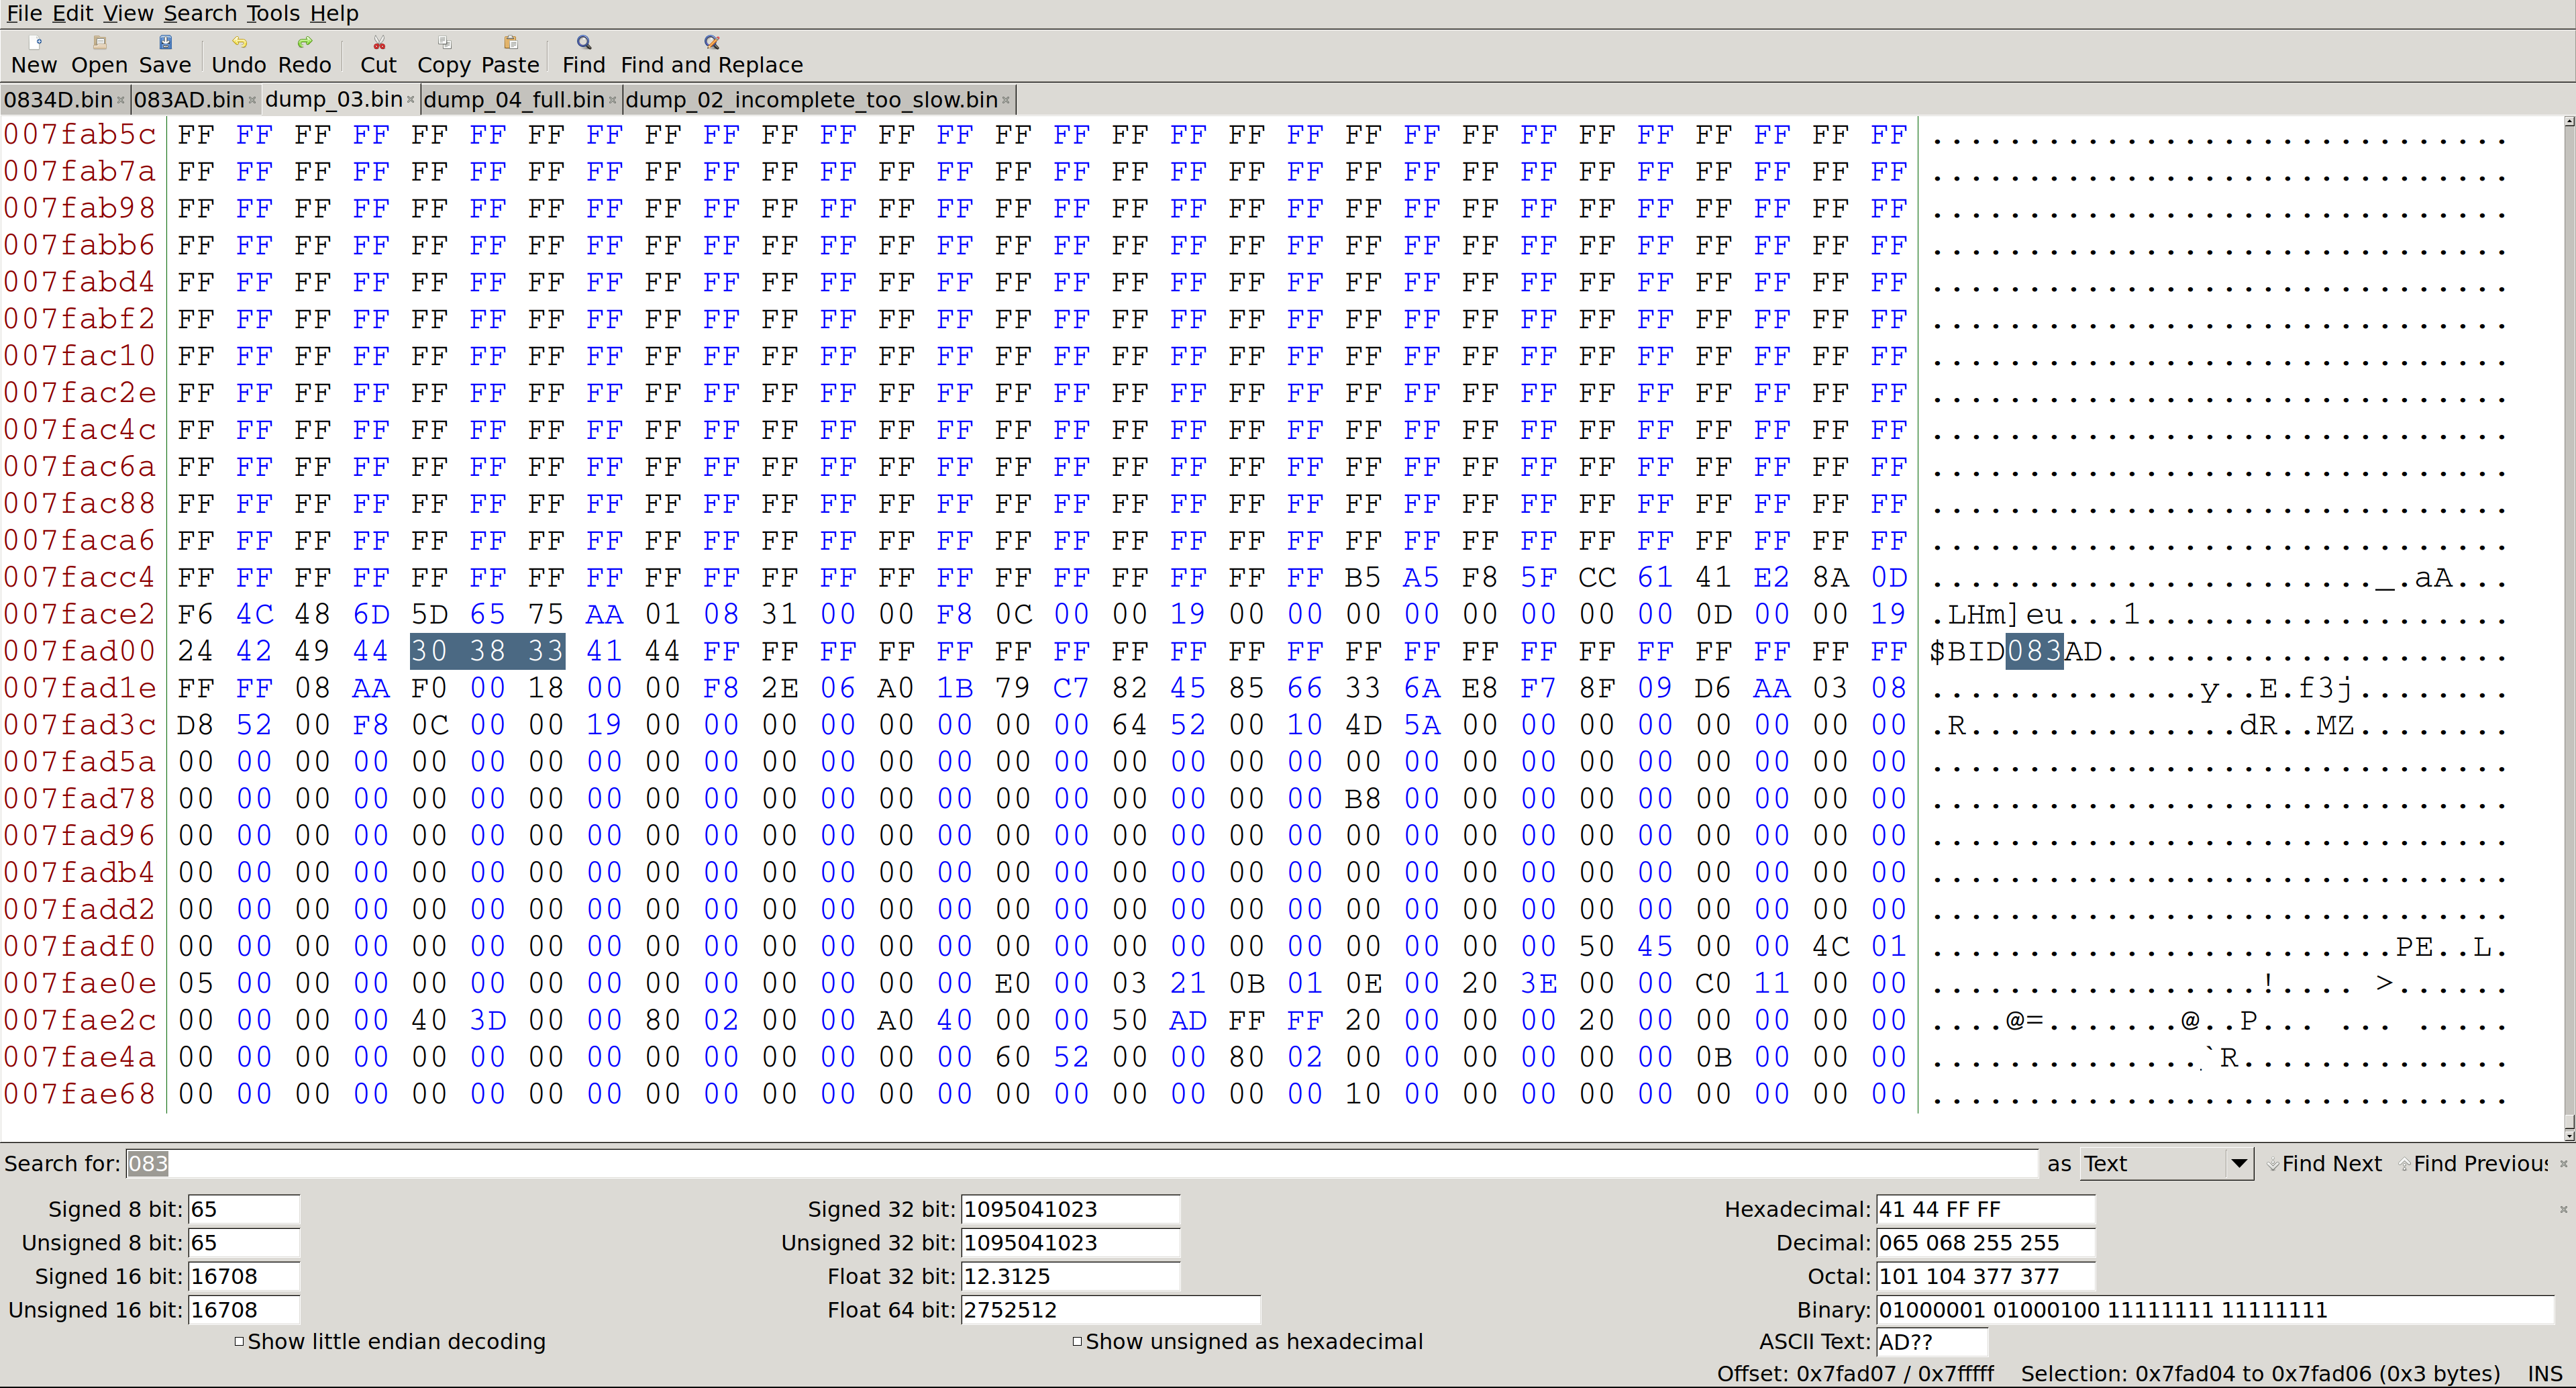 File Edit View Search Tools Help
New Open Save Undo Redo Cut Copy Paste Find Find and Replace
0834D.bin 083AD.bin dump_03.bin dump_04_full.bin dump_02_incomplete_too_slow.bin
007fab5c FF FF FF FF FF FF FF FF FF FF FF FF FF FF FF FF FF FF FF FF FF FF FF FF FF FF FF FF FF FF ..............................
007fab7a FF FF FF FF FF FF FF FF FF FF FF FF FF FF FF FF FF FF FF FF FF FF FF FF FF FF FF FF FF FF ..............................
007fab98 FF FF FF FF FF FF FF FF FF FF FF FF FF FF FF FF FF FF FF FF FF FF FF FF FF FF FF FF FF FF ..............................
007fabb6 FF FF FF FF FF FF FF FF FF FF FF FF FF FF FF FF FF FF FF FF FF FF FF FF FF FF FF FF FF FF ..............................
007fabd4 FF FF FF FF FF FF FF FF FF FF FF FF FF FF FF FF FF FF FF FF FF FF FF FF FF FF FF FF FF FF ..............................
007fabf2 FF FF FF FF FF FF FF FF FF FF FF FF FF FF FF FF FF FF FF FF FF FF FF FF FF FF FF FF FF FF ..............................
007fac10 FF FF FF FF FF FF FF FF FF FF FF FF FF FF FF FF FF FF FF FF FF FF FF FF FF FF FF FF FF FF ..............................
007fac2e FF FF FF FF FF FF FF FF FF FF FF FF FF FF FF FF FF FF FF FF FF FF FF FF FF FF FF FF FF FF ..............................
007fac4c FF FF FF FF FF FF FF FF FF FF FF FF FF FF FF FF FF FF FF FF FF FF FF FF FF FF FF FF FF FF ..............................
007fac6a FF FF FF FF FF FF FF FF FF FF FF FF FF FF FF FF FF FF FF FF FF FF FF FF FF FF FF FF FF FF ..............................
007fac88 FF FF FF FF FF FF FF FF FF FF FF FF FF FF FF FF FF FF FF FF FF FF FF FF FF FF FF FF FF FF ..............................
007faca6 FF FF FF FF FF FF FF FF FF FF FF FF FF FF FF FF FF FF FF FF FF FF FF FF FF FF FF FF FF FF ..............................
007facc4 FF FF FF FF FF FF FF FF FF FF FF FF FF FF FF FF FF FF FF FF B5 A5 F8 5F CC 61 41 E2 8A 0D ......................._.aA...
007face2 F6 4C 48 6D 5D 65 75 AA 01 08 31 00 00 F8 0C 00 00 19 00 00 00 00 00 00 00 00 0D 00 00 19 .LHm]eu...1...................
007fad00 24 42 49 44 30 38 33 41 44 FF FF FF FF FF FF FF FF FF FF FF FF FF FF FF FF FF FF FF FF FF $BID083AD.....................
007fad1e FF FF 08 AA F0 00 18 00 00 F8 2E 06 A0 1B 79 C7 82 45 85 66 33 6A E8 F7 8F 09 D6 AA 03 08 ..............y..E.f3j........
007fad3c D8 52 00 F8 0C 00 00 19 00 00 00 00 00 00 00 00 64 52 00 10 4D 5A 00 00 00 00 00 00 00 00 .R..............dR..MZ........
007fad5a 00 00 00 00 00 00 00 00 00 00 00 00 00 00 00 00 00 00 00 00 00 00 00 00 00 00 00 00 00 00 ..............................
007fad78 00 00 00 00 00 00 00 00 00 00 00 00 00 00 00 00 00 00 00 00 B8 00 00 00 00 00 00 00 00 00 ..............................
007fad96 00 00 00 00 00 00 00 00 00 00 00 00 00 00 00 00 00 00 00 00 00 00 00 00 00 00 00 00 00 00 ..............................
007fadb4 00 00 00 00 00 00 00 00 00 00 00 00 00 00 00 00 00 00 00 00 00 00 00 00 00 00 00 00 00 00 ..............................
007fadd2 00 00 00 00 00 00 00 00 00 00 00 00 00 00 00 00 00 00 00 00 00 00 00 00 00 00 00 00 00 00 ..............................
007fadf0 00 00 00 00 00 00 00 00 00 00 00 00 00 00 00 00 00 00 00 00 00 00 00 00 50 45 00 00 4C 01 ........................PE..L.
007fae0e 05 00 00 00 00 00 00 00 00 00 00 00 00 00 E0 00 03 21 0B 01 0E 00 20 3E 00 00 C0 11 00 00 .................!.... >......
007fae2c 00 00 00 00 40 3D 00 00 80 02 00 00 A0 40 00 00 50 AD FF FF 20 00 00 00 20 00 00 00 00 00 ....@=.......@..P... ... .....
007fae4a 00 00 00 00 00 00 00 00 00 00 00 00 00 00 60 52 00 00 80 02 00 00 00 00 00 00 0B 00 00 00 ..............`R..............
007fae68 00 00 00 00 00 00 00 00 00 00 00 00 00 00 00 00 00 00 00 00 10 00 00 00 00 00 00 00 00 00 ..............................
Search for: 083 as Text Find Next Find Previous
Signed 8 bit: 65 Signed 32 bit: 1095041023 Hexadecimal: 41 44 FF FF
Unsigned 8 bit: 65 Unsigned 32 bit: 1095041023 Decimal: 065 068 255 255
Signed 16 bit: 16708 Float 32 bit: 12.3125 Octal: 101 104 377 377
Unsigned 16 bit: 16708 Float 64 bit: 2752512 Binary: 01000001 01000100 11111111 11111111
Show little endian decoding Show unsigned as hexadecimal ASCII Text: AD??
Offset: 0x7fad07 / 0x7fffff Selection: 0x7fad04 to 0x7fad06 (0x3 bytes) INS